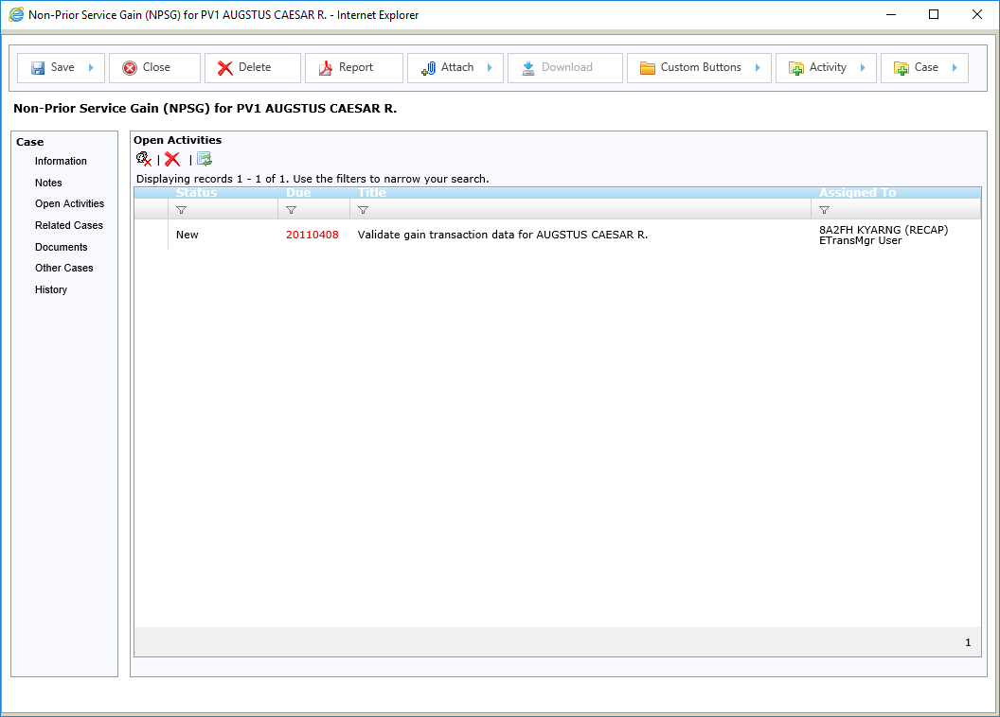 Non-Prior Service Gain (NPSG) for PV1 AUGSTUS CAESAR R. - Internet Explorer
Save Close Delete Report Attach Download Custom Buttons Activity Case
Non-Prior Service Gain (NPSG) for PV1 AUGSTUS CAESAR R.
Case
Information
Notes
Open Activities
Related Cases
Documents
Other Cases
History
Open Activities
| |
Displaying records 1 - 1 of 1. Use the filters to narrow your search.
Status Due Title Assigned To
New 20110408 Validate gain transaction data for AUGSTUS CAESAR R. 8A2FH KYARNG (RECAP)
ETransMgr User
1